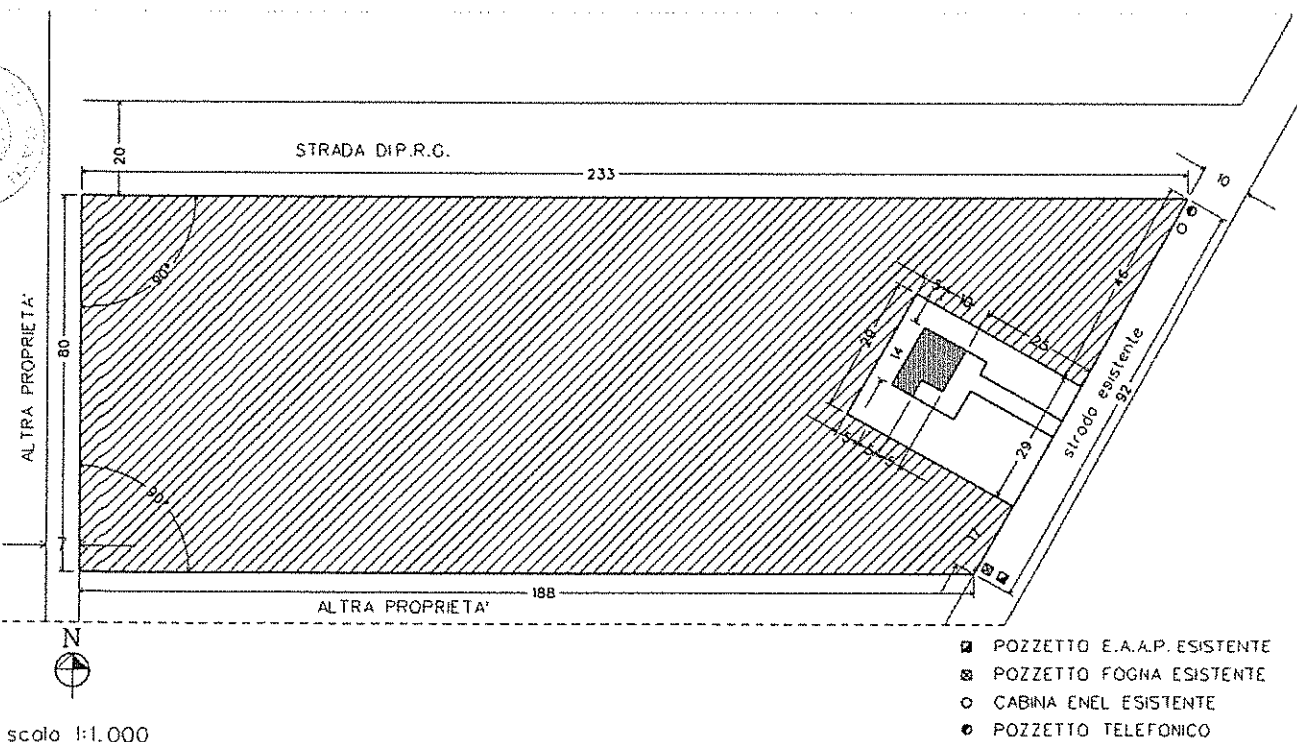 STRADA DI P.R.G.
20
233
10
90°
ALTRA PROPRIETA'
80
46
10
25
29
14
strada esistente
92
29
90°
17
188
ALTRA PROPRIETA'
N
POZZETTO E.A.A.P. ESISTENTE
POZZETTO FOGNA ESISTENTE
CABINA ENEL ESISTENTE
POZZETTO TELEFONICO
scala 1:1.000